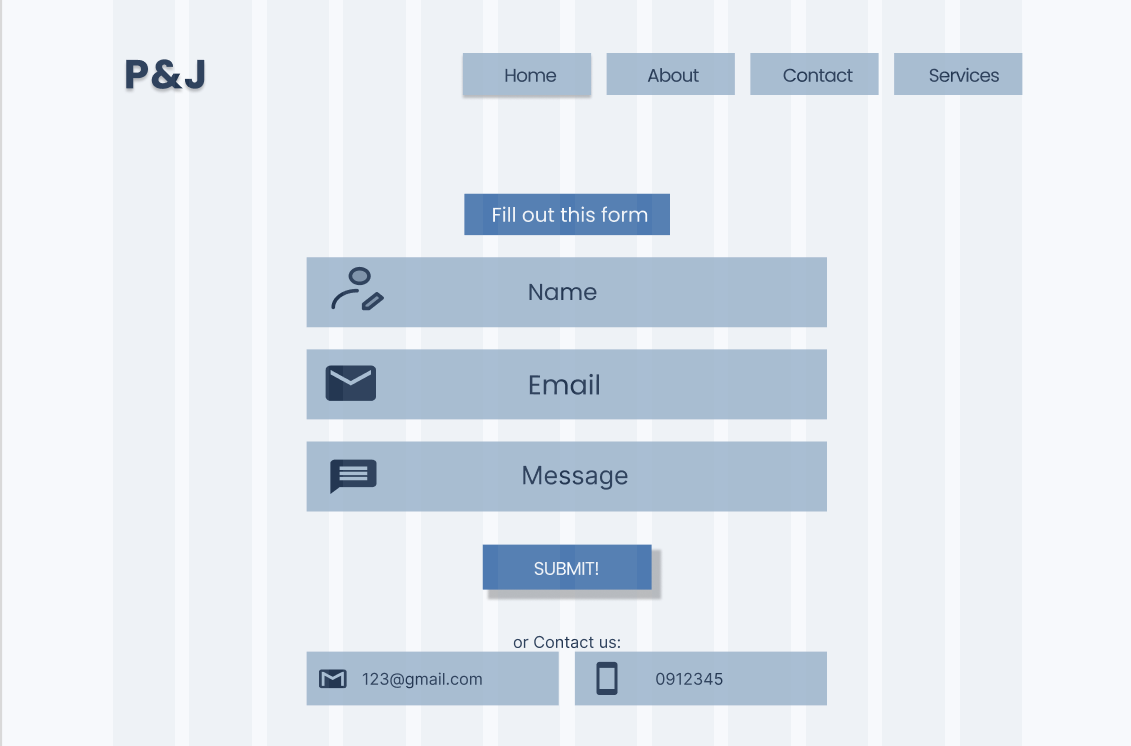 P&J
Home About Contact Services
Fill out this form
Name
Email
Message
SUBMIT!
or Contact us:
123@gmail.com 0912345